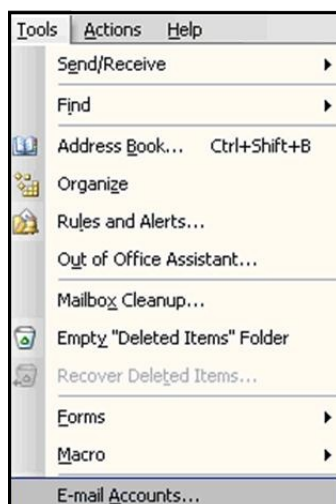 Tools Actions Help
Send/Receive
Find
Address Book... Ctrl+Shift+B
Organize
Rules and Alerts...
Out of Office Assistant...
Mailbox Cleanup...
Empty "Deleted Items" Folder
Recover Deleted Items...
Forms
Macro
E-mail Accounts...